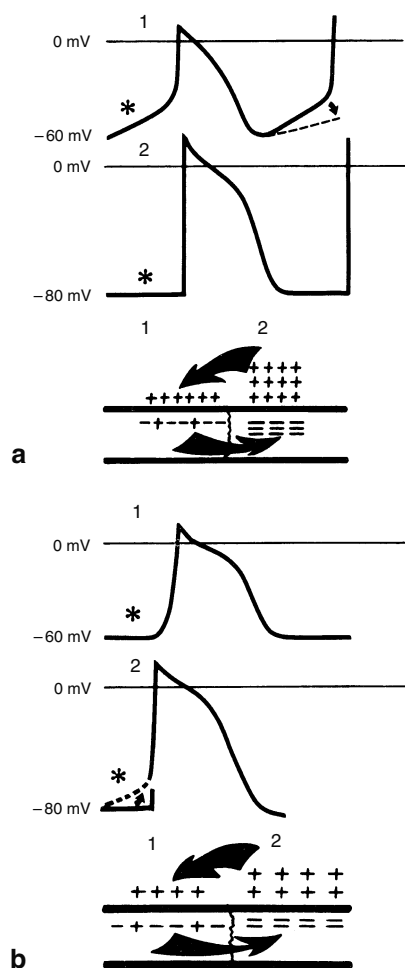 1
0 mV
*
−60 mV
2
0 mV
*
−80 mV
1 2
+ + + +
+ + + +
+ + + + + + + + + +
− + − − + − −
a
1
0 mV
*
−60 mV
2
0 mV
*
−80 mV
1 2
+ + + +
+ + + + + + + +
− + − − + − −
b